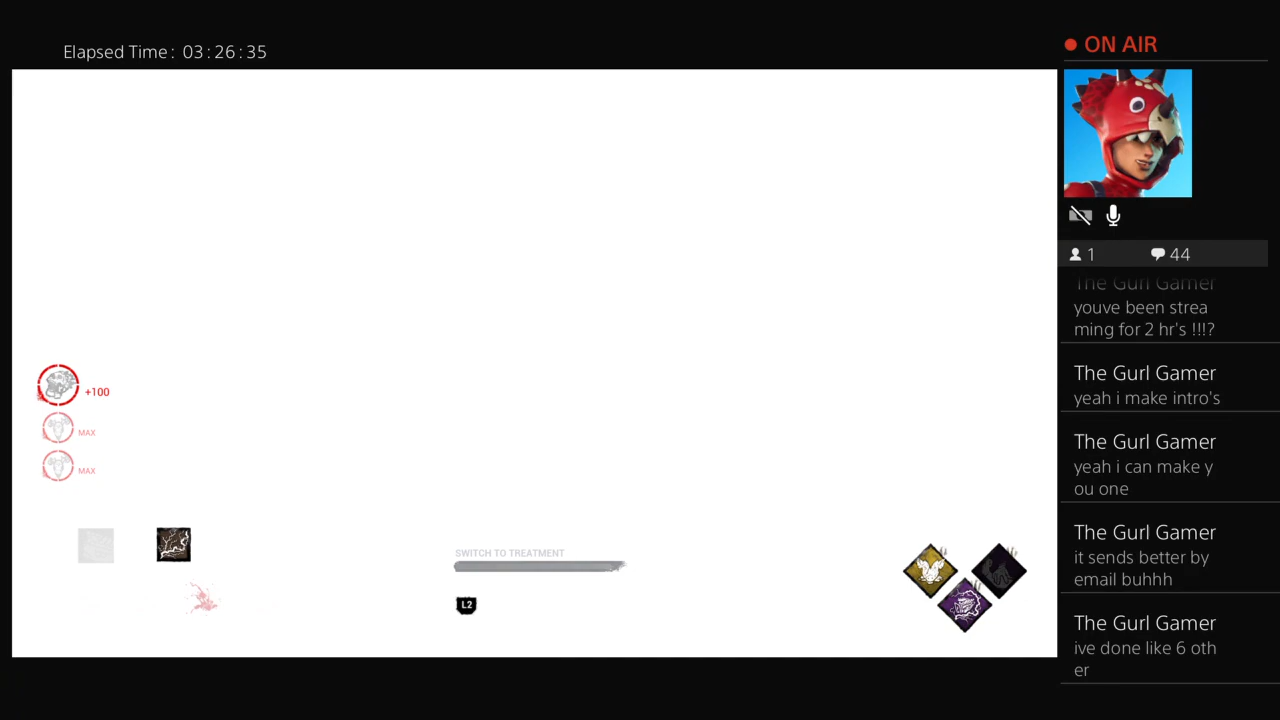 Elapsed Time: 03:26:35
ON AIR
1
44
The Gurl Gamer
youve been strea
ming for 2 hr's !!!?
The Gurl Gamer
yeah i make intro's
The Gurl Gamer
yeah i can make y
ou one
The Gurl Gamer
it sends better by
email buhhh
The Gurl Gamer
ive done like 6 oth
er
+100
MAX
MAX
SWITCH TO TREATMENT
L2